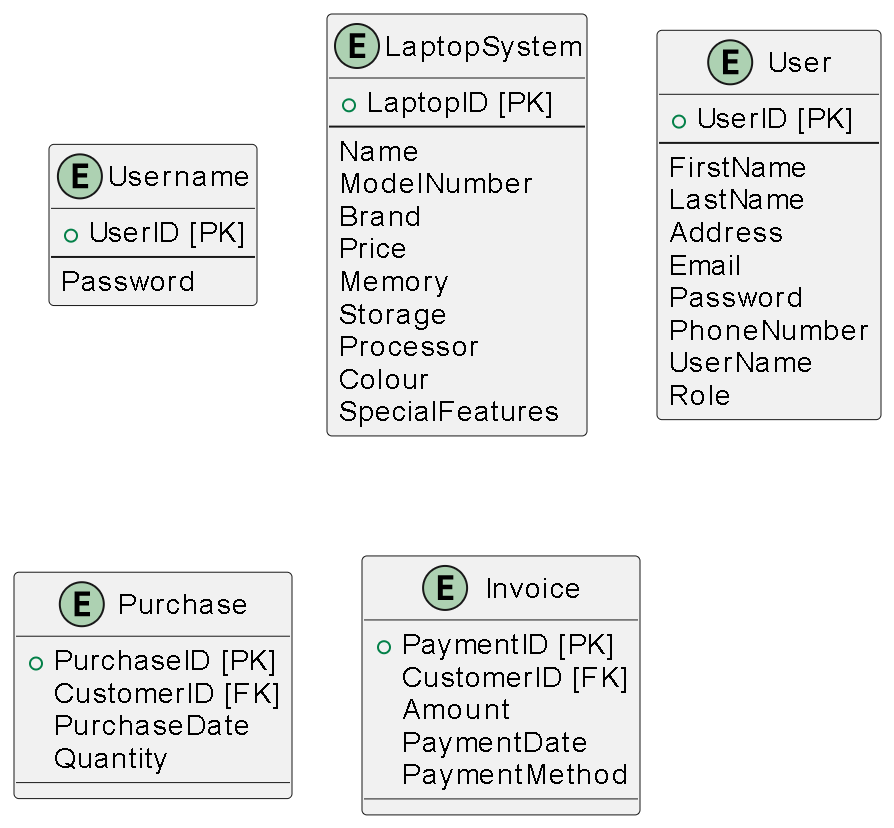 E Username
UserID [PK]
Password
E LaptopSystem
LaptopID [PK]
Name
ModelNumber
Brand
Price
Memory
Storage
Processor
Colour
SpecialFeatures
E User
UserID [PK]
FirstName
LastName
Address
Email
Password
PhoneNumber
UserName
Role
E Purchase
PurchaseID [PK]
CustomerID [FK]
PurchaseDate
Quantity
E Invoice
PaymentID [PK]
CustomerID [FK]
Amount
PaymentDate
PaymentMethod